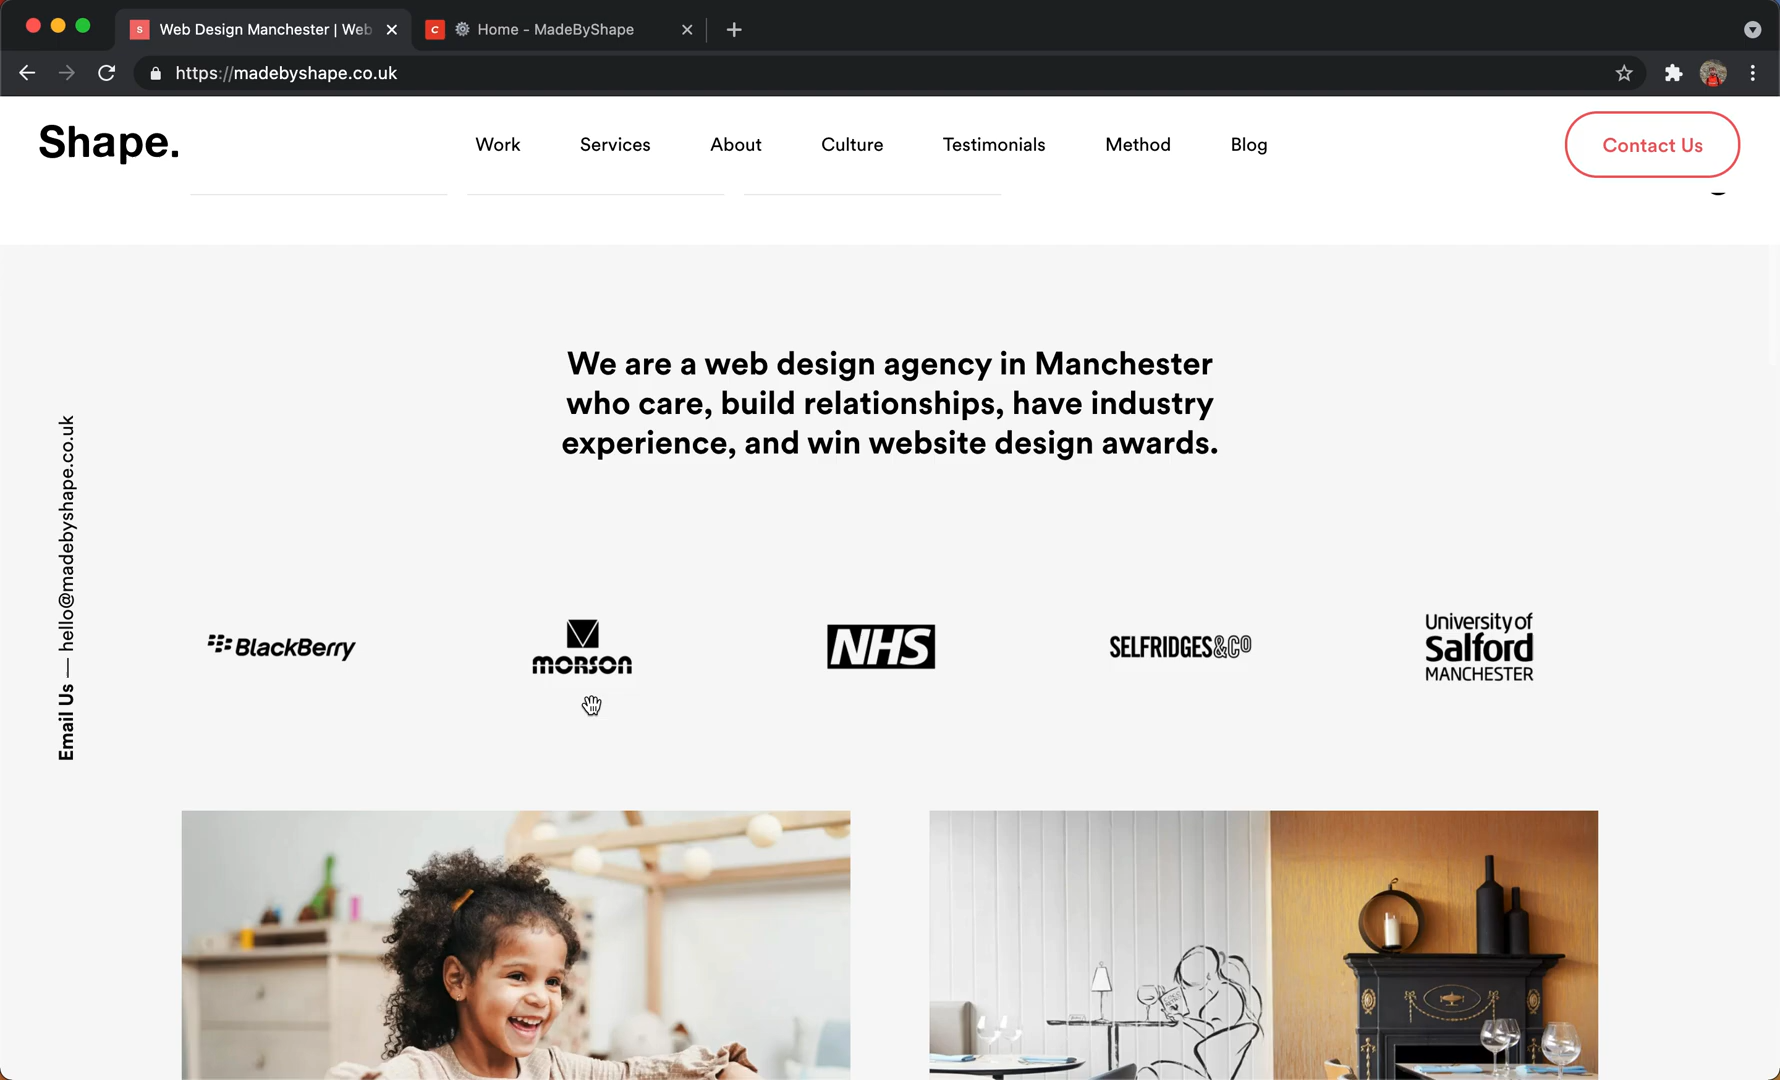 S Web Design Manchester | Web
C Home - MadeByShape
https://madebyshape.co.uk
Shape.
Work
Services
About
Culture
Testimonials
Method
Blog
Contact Us
We are a web design agency in Manchester
who care, build relationships, have industry
experience, and win website design awards.
Email Us — hello@madebyshape.co.uk
BlackBerry
MORSON
NHS
SELFRIDGES&CO
University of
Salford
MANCHESTER